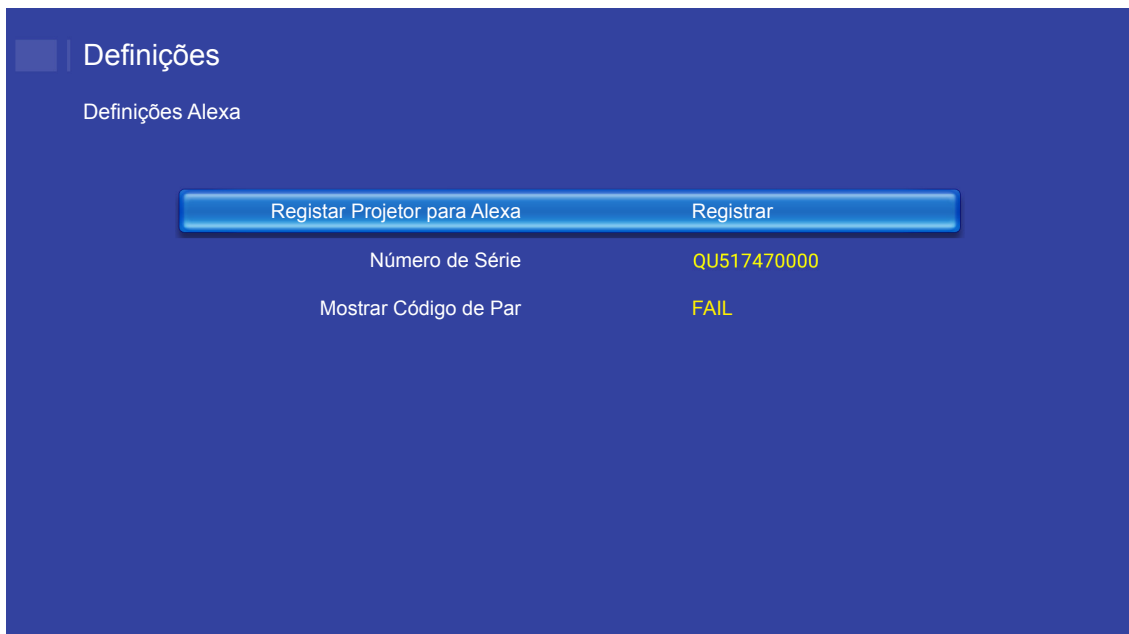 Definições
Definições Alexa
Registar Projetor para Alexa Registrar
Número de Série QU517470000
Mostrar Código de Par FAIL